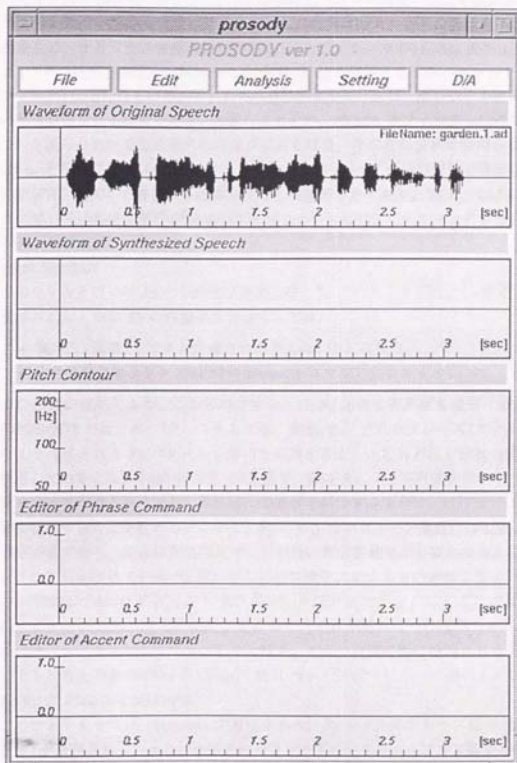 prosody
PROSODY ver 1.0
File Edit Analysis Setting D/A
Waveform of Original Speech
FileName: garden.1.ad
0 0.5 1 1.5 2 2.5 3 [sec]
Waveform of Synthesized Speech
0 0.5 1 1.5 2 2.5 3 [sec]
Pitch Contour
200
[Hz]
100
50
0 0.5 1 1.5 2 2.5 3 [sec]
Editor of Phrase Command
1.0
0.0
0 0.5 1 1.5 2 2.5 3 [sec]
Editor of Accent Command
1.0
0.0
0 0.5 1 1.5 2 2.5 3 [sec]